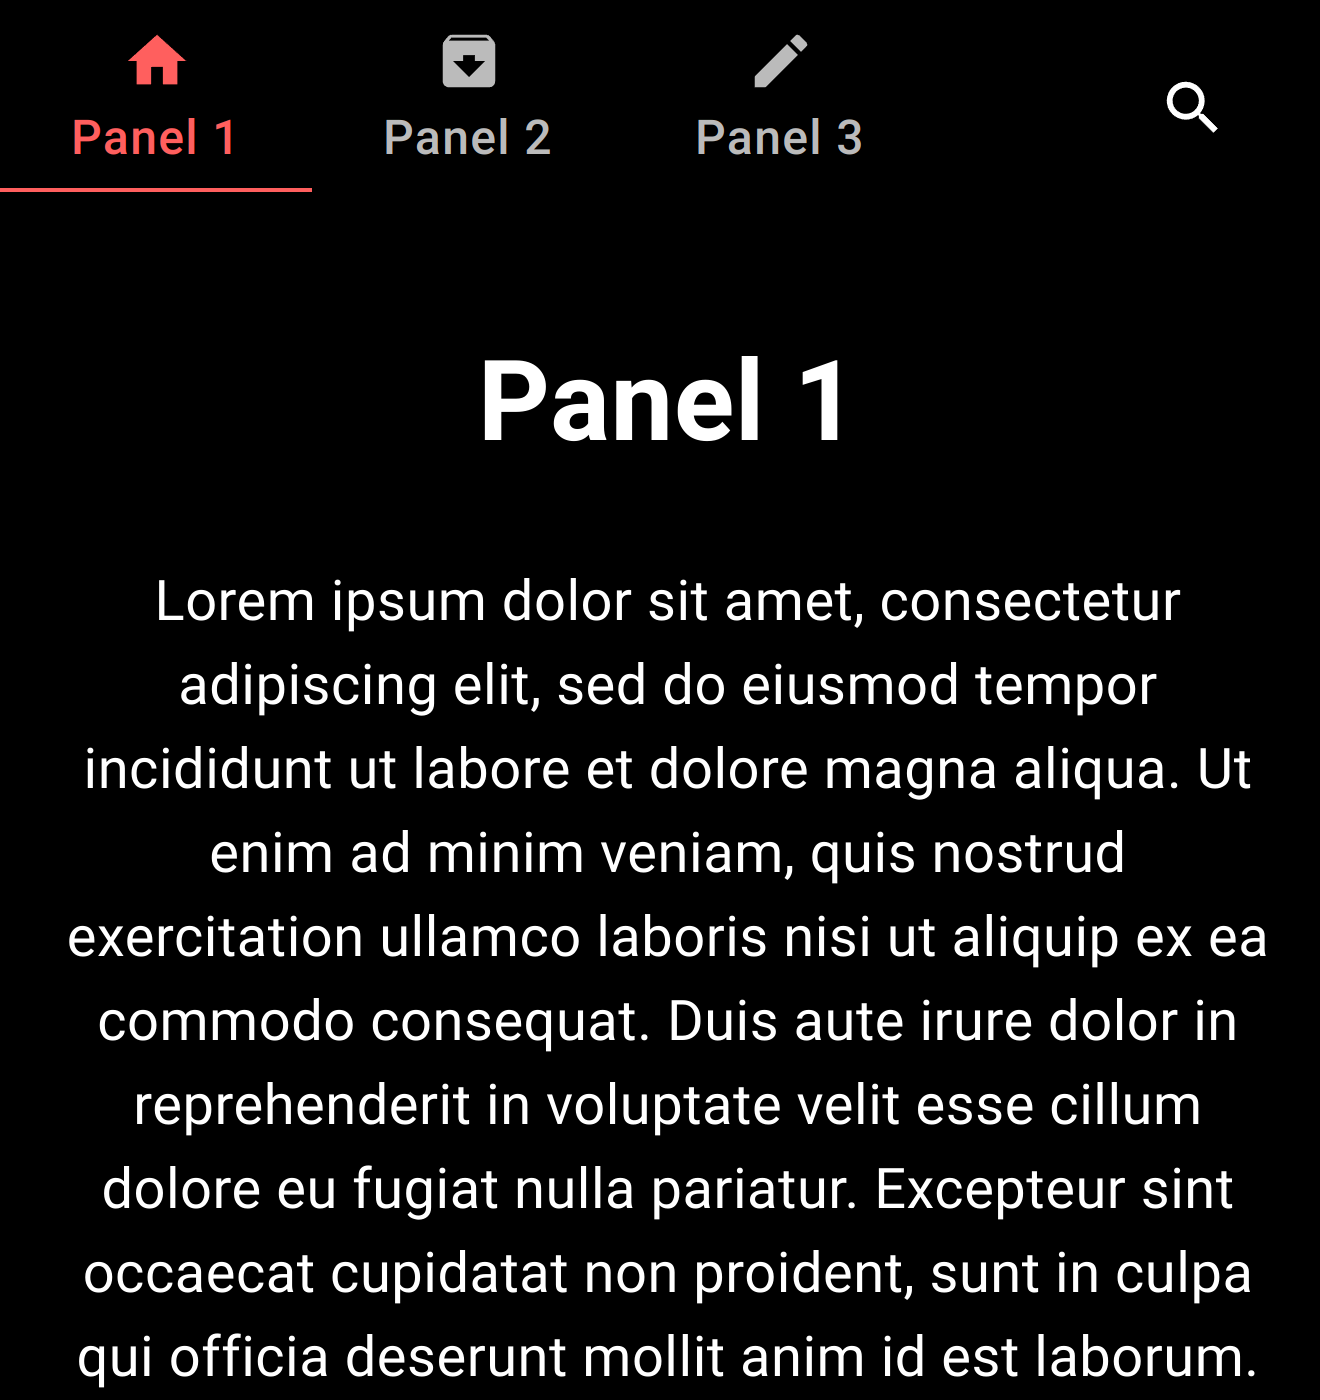 Panel 1 Panel 2 Panel 3
Panel 1
Lorem ipsum dolor sit amet, consectetur
adipiscing elit, sed do eiusmod tempor
incididunt ut labore et dolore magna aliqua. Ut
enim ad minim veniam, quis nostrud
exercitation ullamco laboris nisi ut aliquip ex ea
commodo consequat. Duis aute irure dolor in
reprehenderit in voluptate velit esse cillum
dolore eu fugiat nulla pariatur. Excepteur sint
occaecat cupidatat non proident, sunt in culpa
qui officia deserunt mollit anim id est laborum.